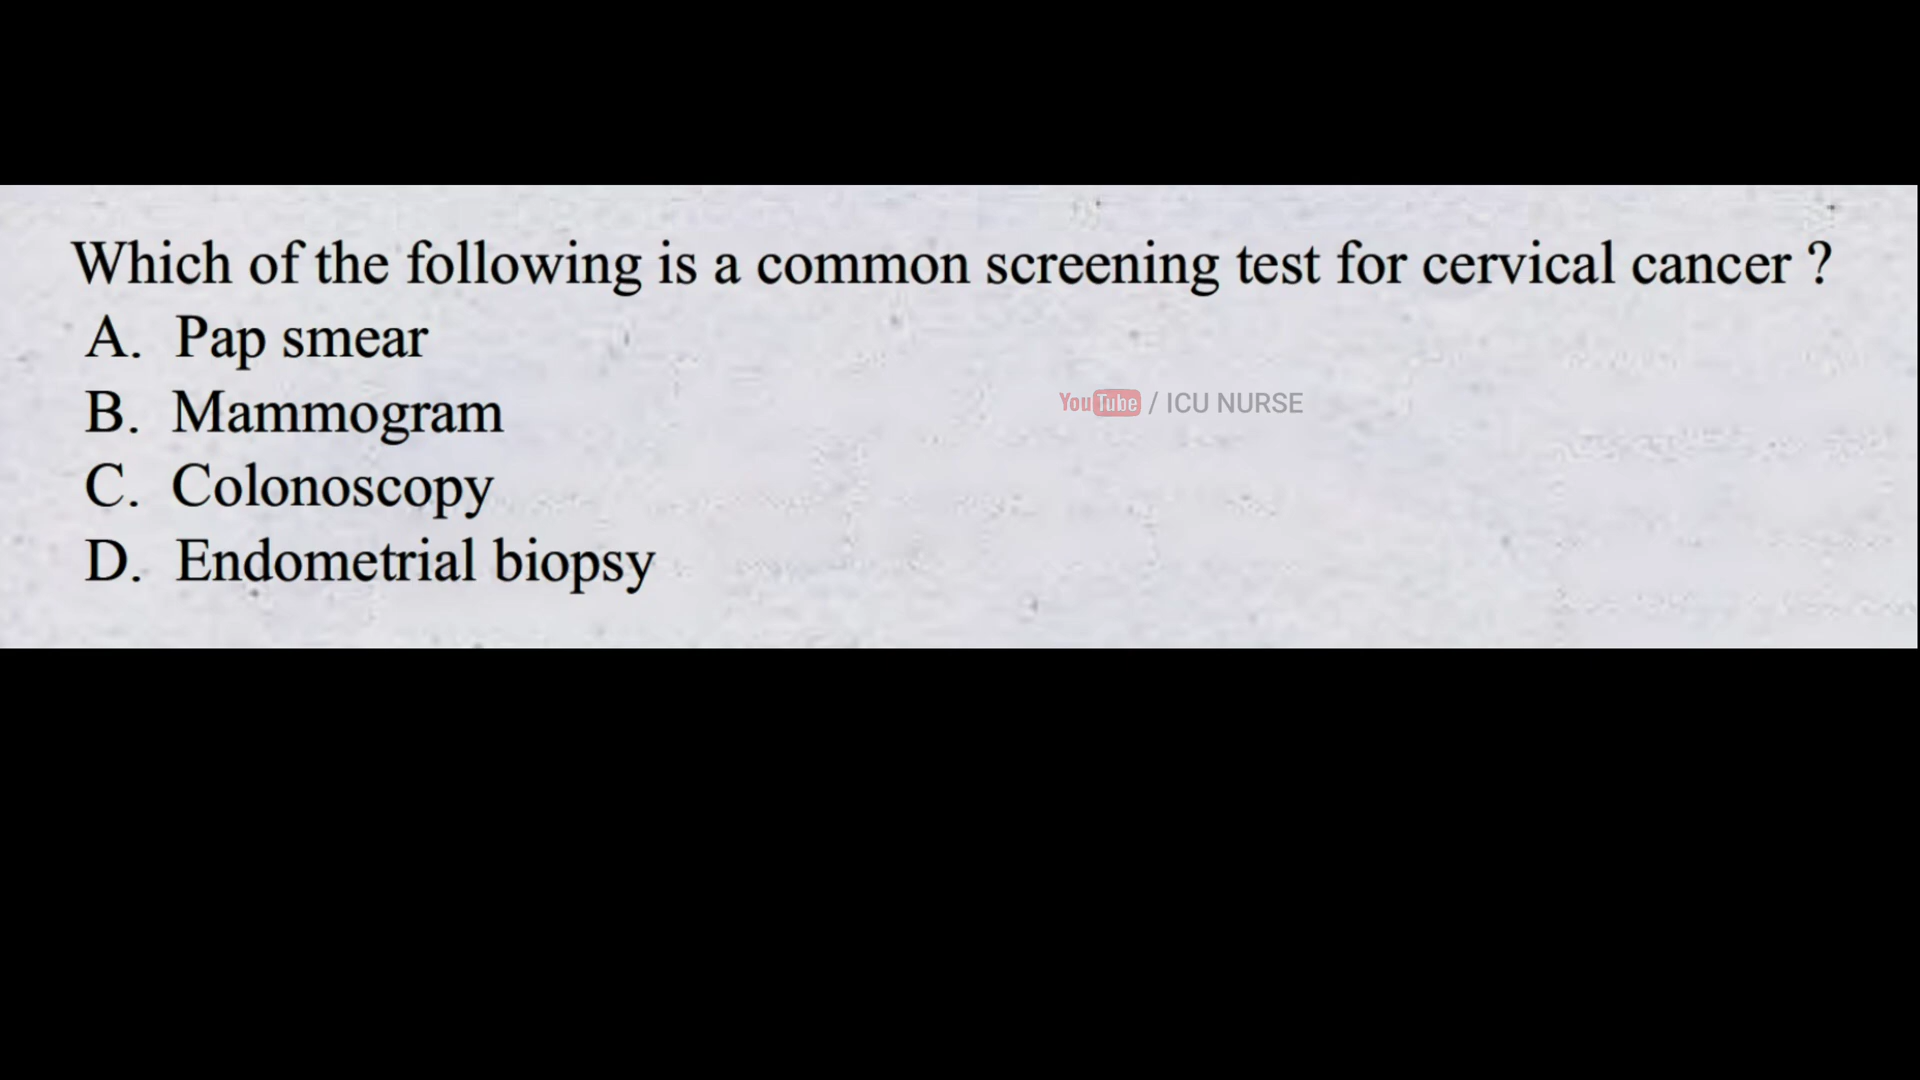 Which of the following is a common screening test for cervical cancer ?
A. Pap smear
B. Mammogram
YouTube / ICU NURSE
C. Colonoscopy
D. Endometrial biopsy